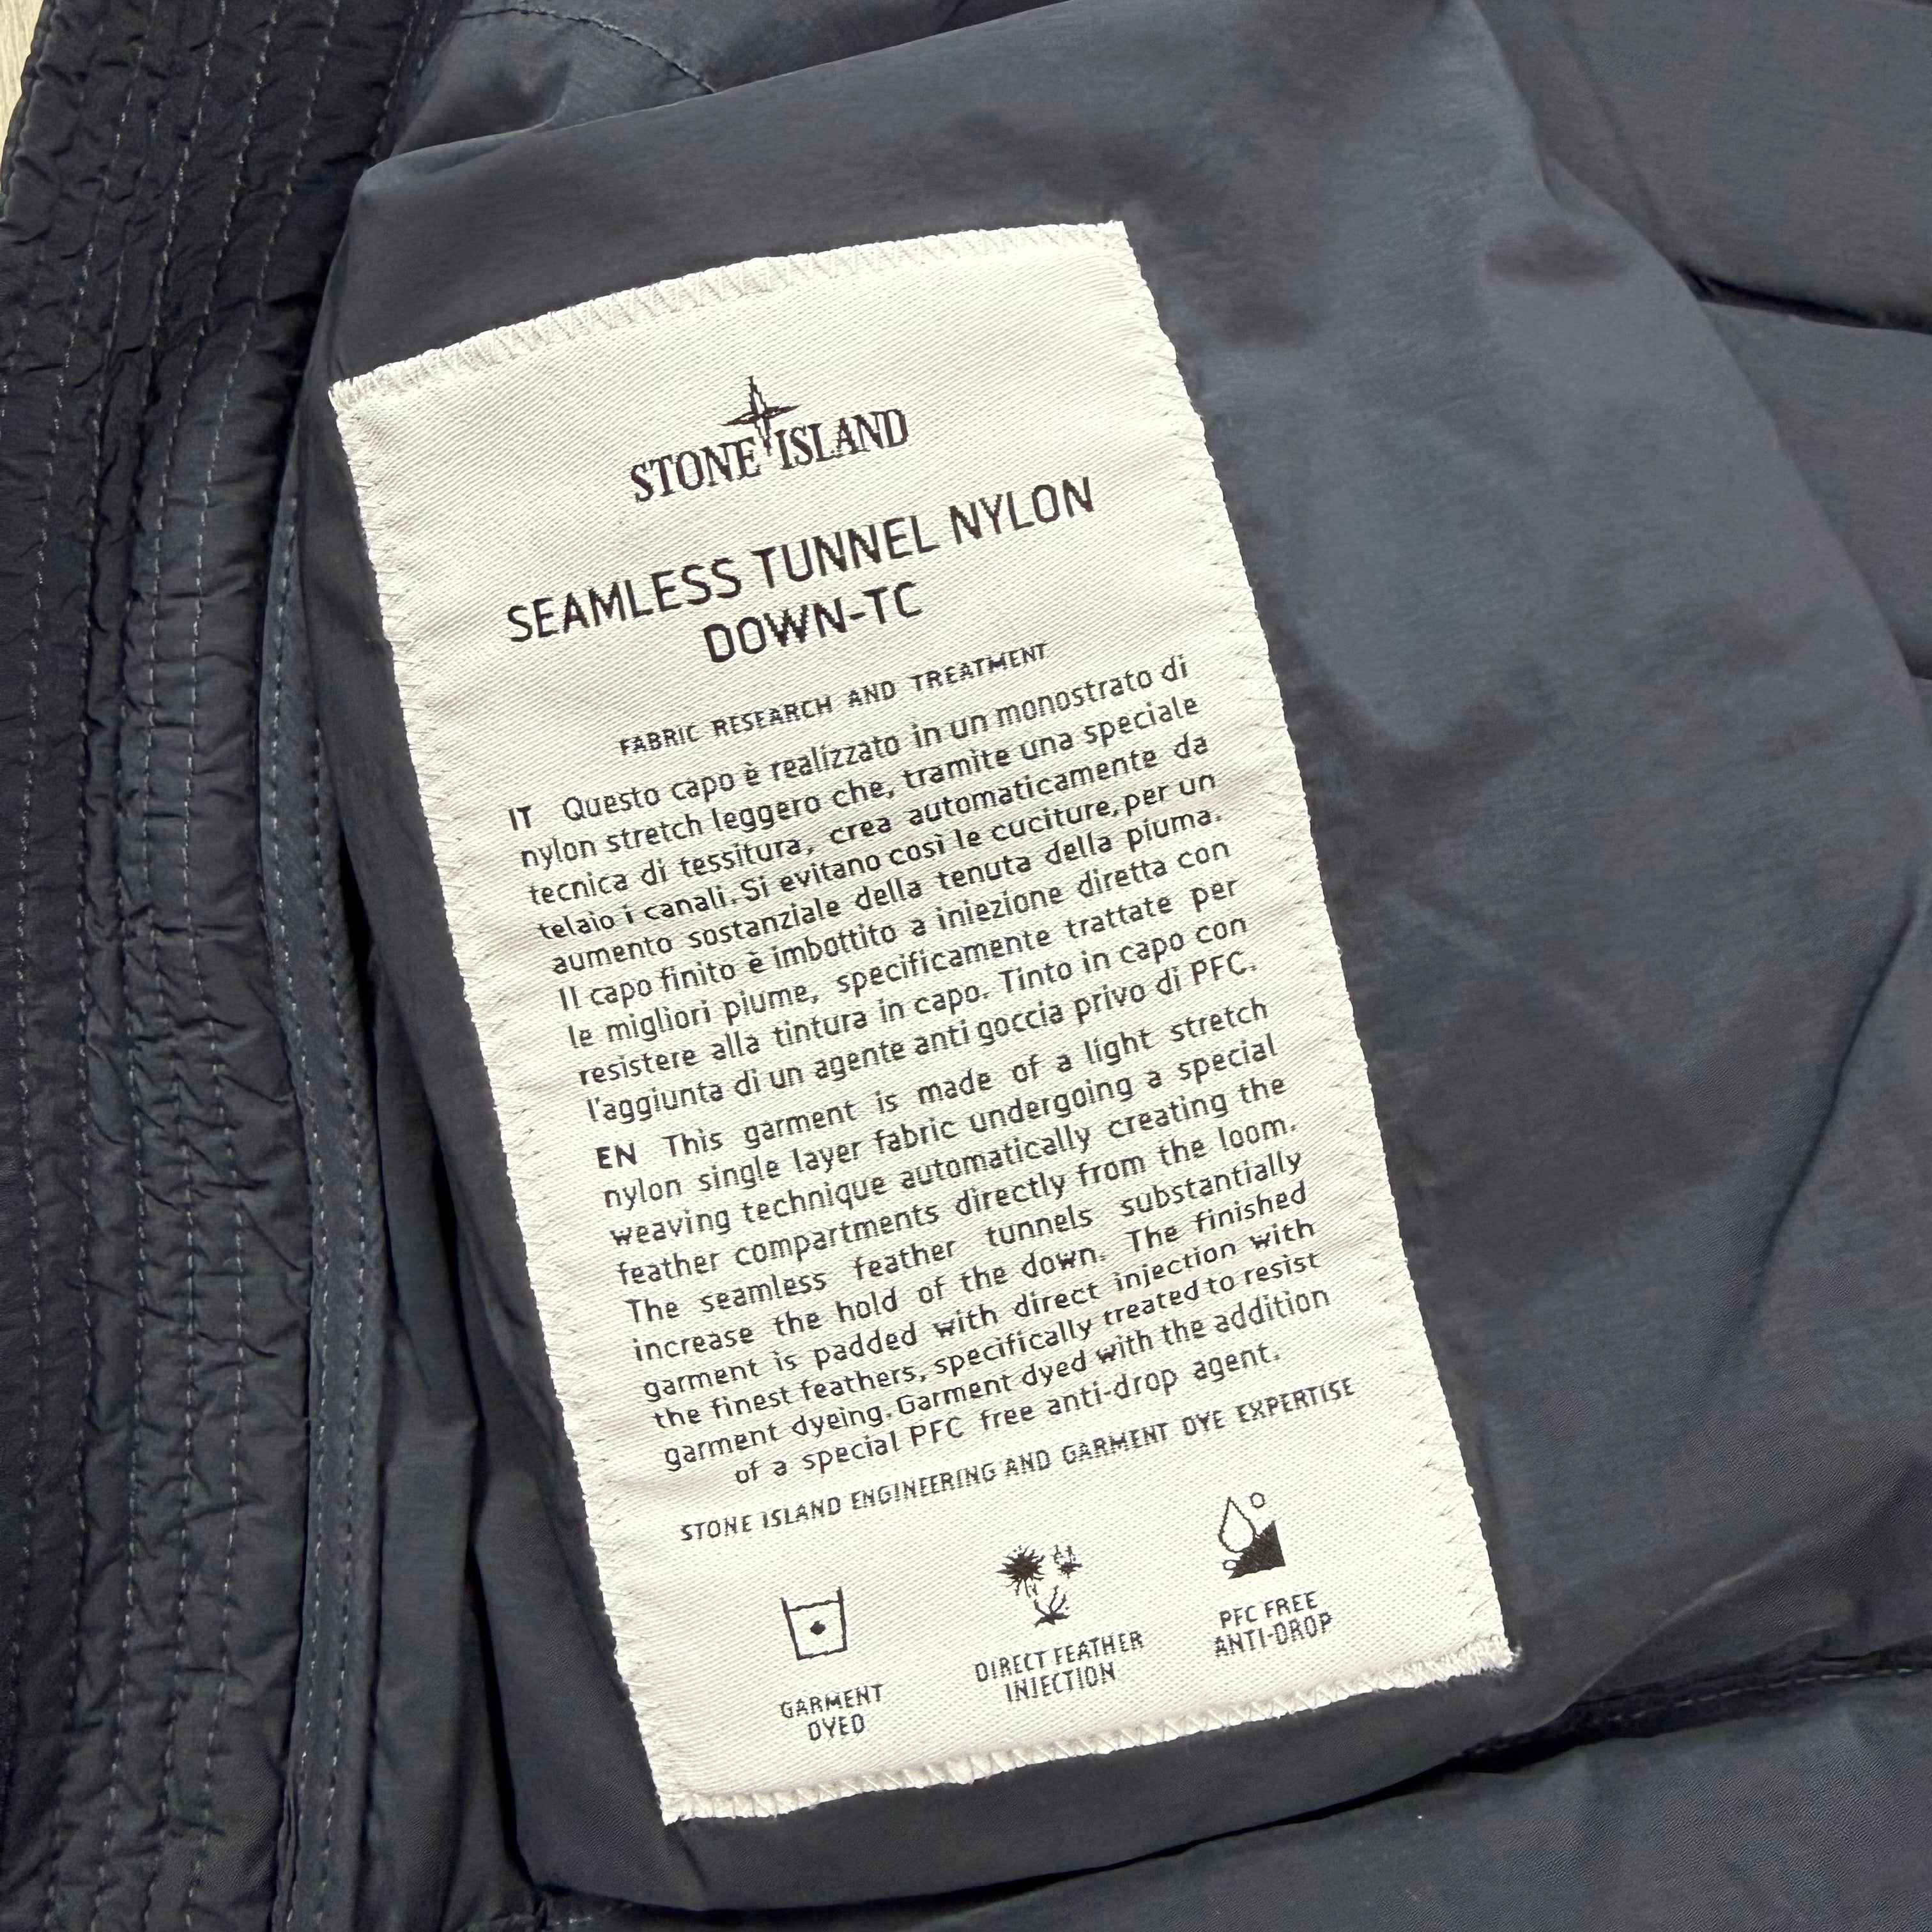 STONE ISLAND
SEAMLESS TUNNEL NYLON
DOWN-TC
FABRIC RESEARCH AND TREATMENT
IT Questo capo è realizzato in un monostrato di
nylon stretch leggero che, tramite una speciale
tecnica di tessitura, crea automaticamente da
telaio i canali. Si evitano così le cuciture, per un
aumento sostanziale della tenuta della piuma.
Il capo finito è imbottito a iniezione diretta con
le migliori piume, specificamente trattate per
resistere alla tintura in capo. Tinto in capo con
l'aggiunta di un agente anti goccia privo di PFC.
EN This garment is made of a light stretch
nylon single layer fabric undergoing a special
weaving technique automatically creating the
feather compartments directly from the loom.
The seamless feather tunnels substantially
increase the hold of the down. The finished
garment is padded with direct injection with
the finest feathers, specifically treated to resist
garment dyeing. Garment dyed with the addition
of a special PFC free anti-drop agent.
STONE ISLAND ENGINEERING AND GARMENT DYE EXPERTISE
GARMENT
DYED
DIRECT FEATHER
INJECTION
PFC FREE
ANTI-DROP